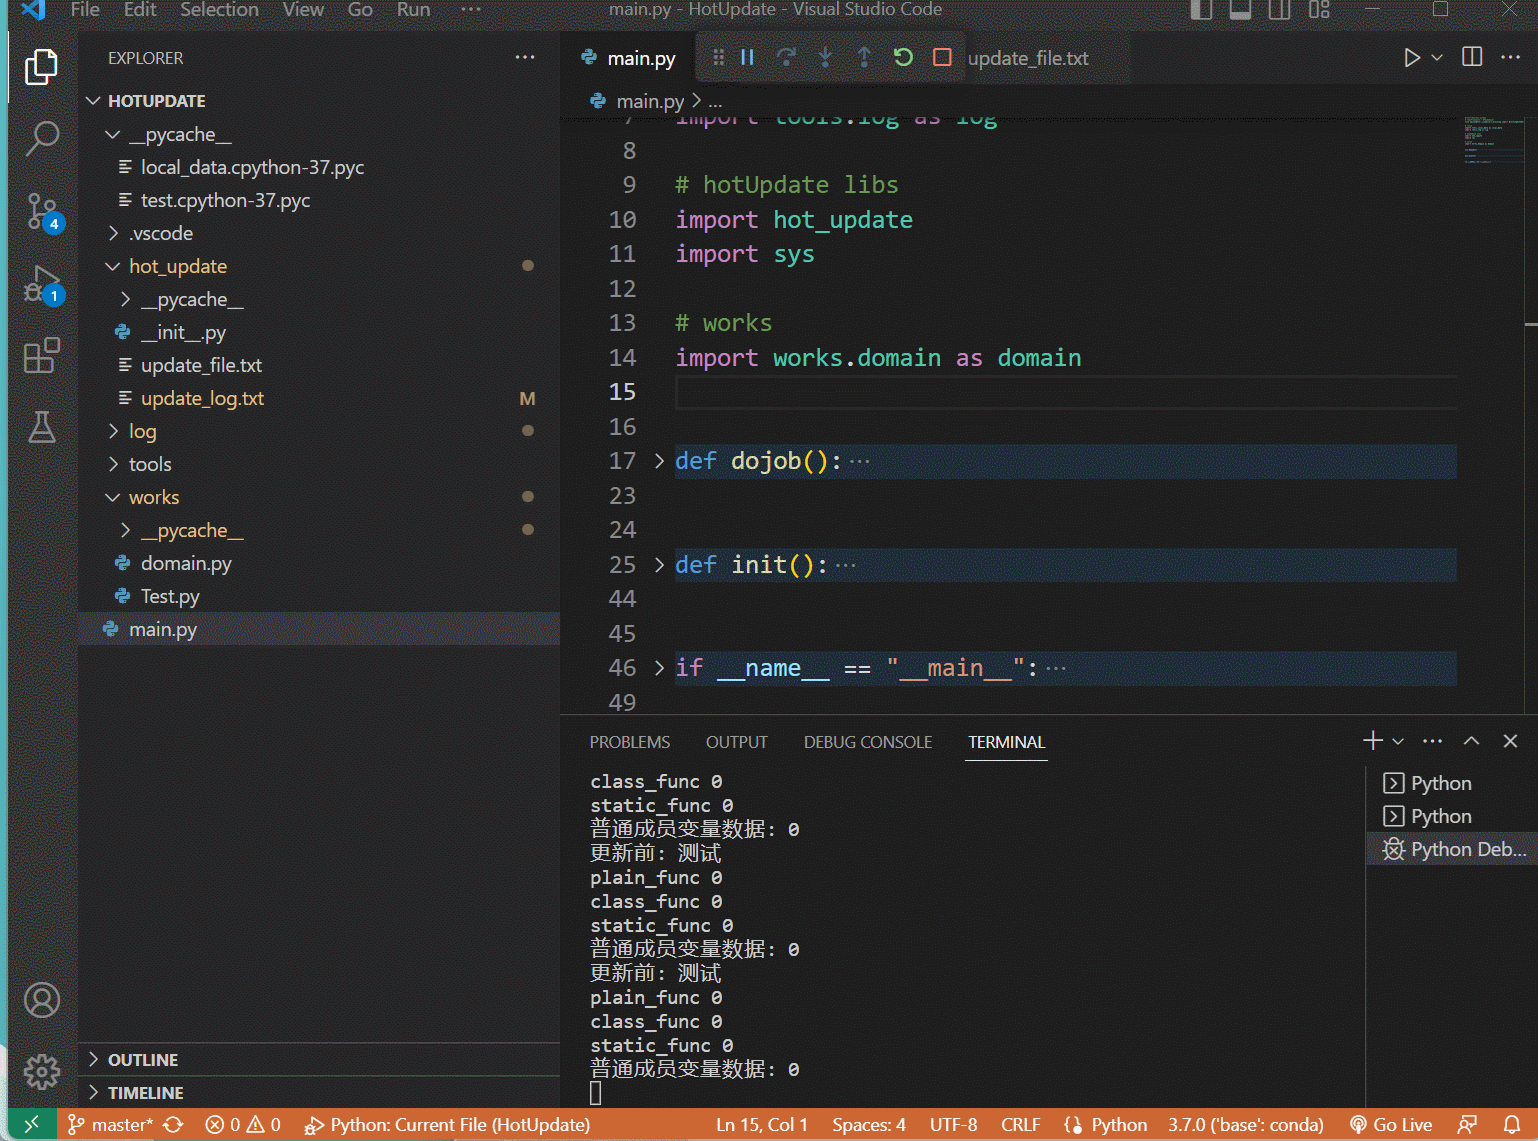 File Edit Selection View Go Run ··· main.py - HotUpdate - Visual Studio Code
EXPLORER ···
main.py update_file.txt ···
HOTUPDATE
main.py > ...
__pycache__
local_data.cpython-37.pyc
test.cpython-37.pyc
.vscode
4
hot_update
1
__pycache__
__init__.py
update_file.txt
update_log.txt M
log
tools
works
__pycache__
domain.py
Test.py
main.py
OUTLINE
TIMELINE
7 import tools.log as log
8
9 # hotUpdate libs
10 import hot_update
11 import sys
12
13 # works
14 import works.domain as domain
15
16
17 > def dojob():···
23
24
25 > def init():···
44
45
46 > if __name__ == "__main__":···
49
PROBLEMS OUTPUT DEBUG CONSOLE TERMINAL ···
class_func 0
static_func 0
普通成员变量数据: 0
更新前: 测试
plain_func 0
class_func 0
static_func 0
普通成员变量数据: 0
更新前: 测试
plain_func 0
class_func 0
static_func 0
普通成员变量数据: 0
Python
Python
Python Deb...
master* 0 0 Python: Current File (HotUpdate) Ln 15, Col 1 Spaces: 4 UTF-8 CRLF Python 3.7.0 ('base': conda) Go Live